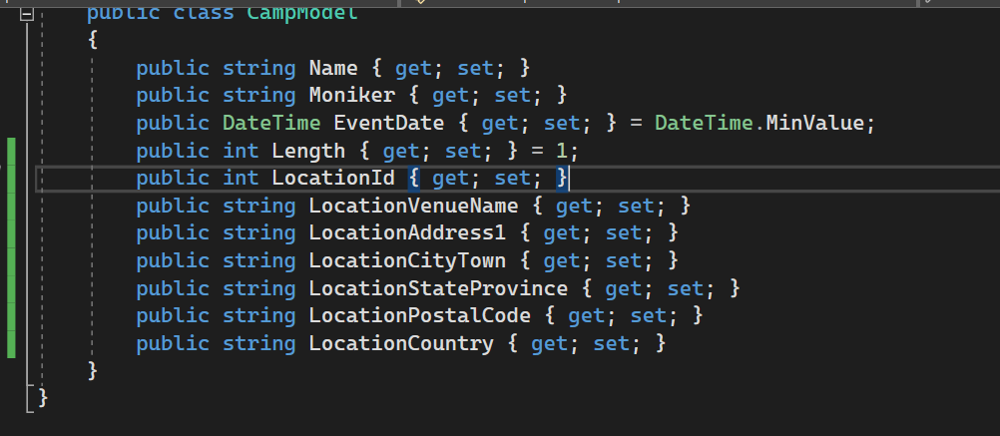 public class CampModel
{
public string Name { get; set; }
public string Moniker { get; set; }
public DateTime EventDate { get; set; } = DateTime.MinValue;
public int Length { get; set; } = 1;
public int LocationId { get; set; }
public string LocationVenueName { get; set; }
public string LocationAddress1 { get; set; }
public string LocationCityTown { get; set; }
public string LocationStateProvince { get; set; }
public string LocationPostalCode { get; set; }
public string LocationCountry { get; set; }
}
}